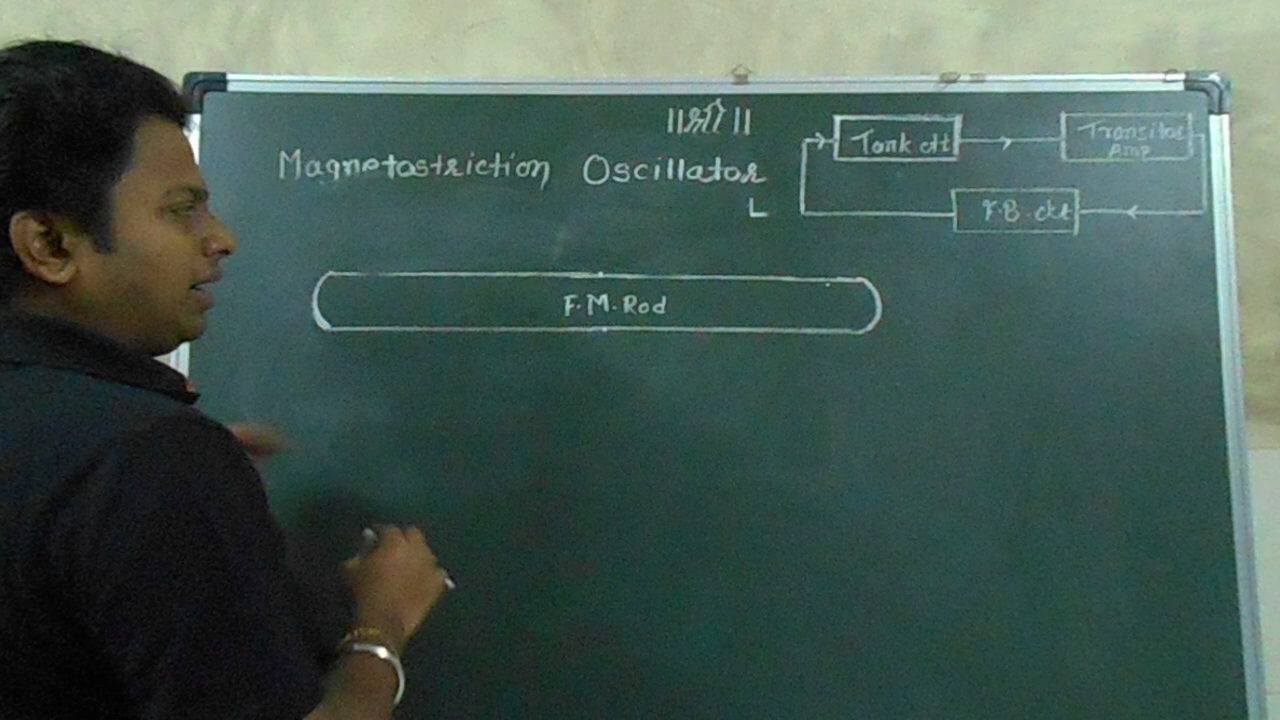 ॥श्री॥
Magnetostriction Oscillator
L
Tank ckt
Transistor
Amp
F.B. ckt
F.M. Rod